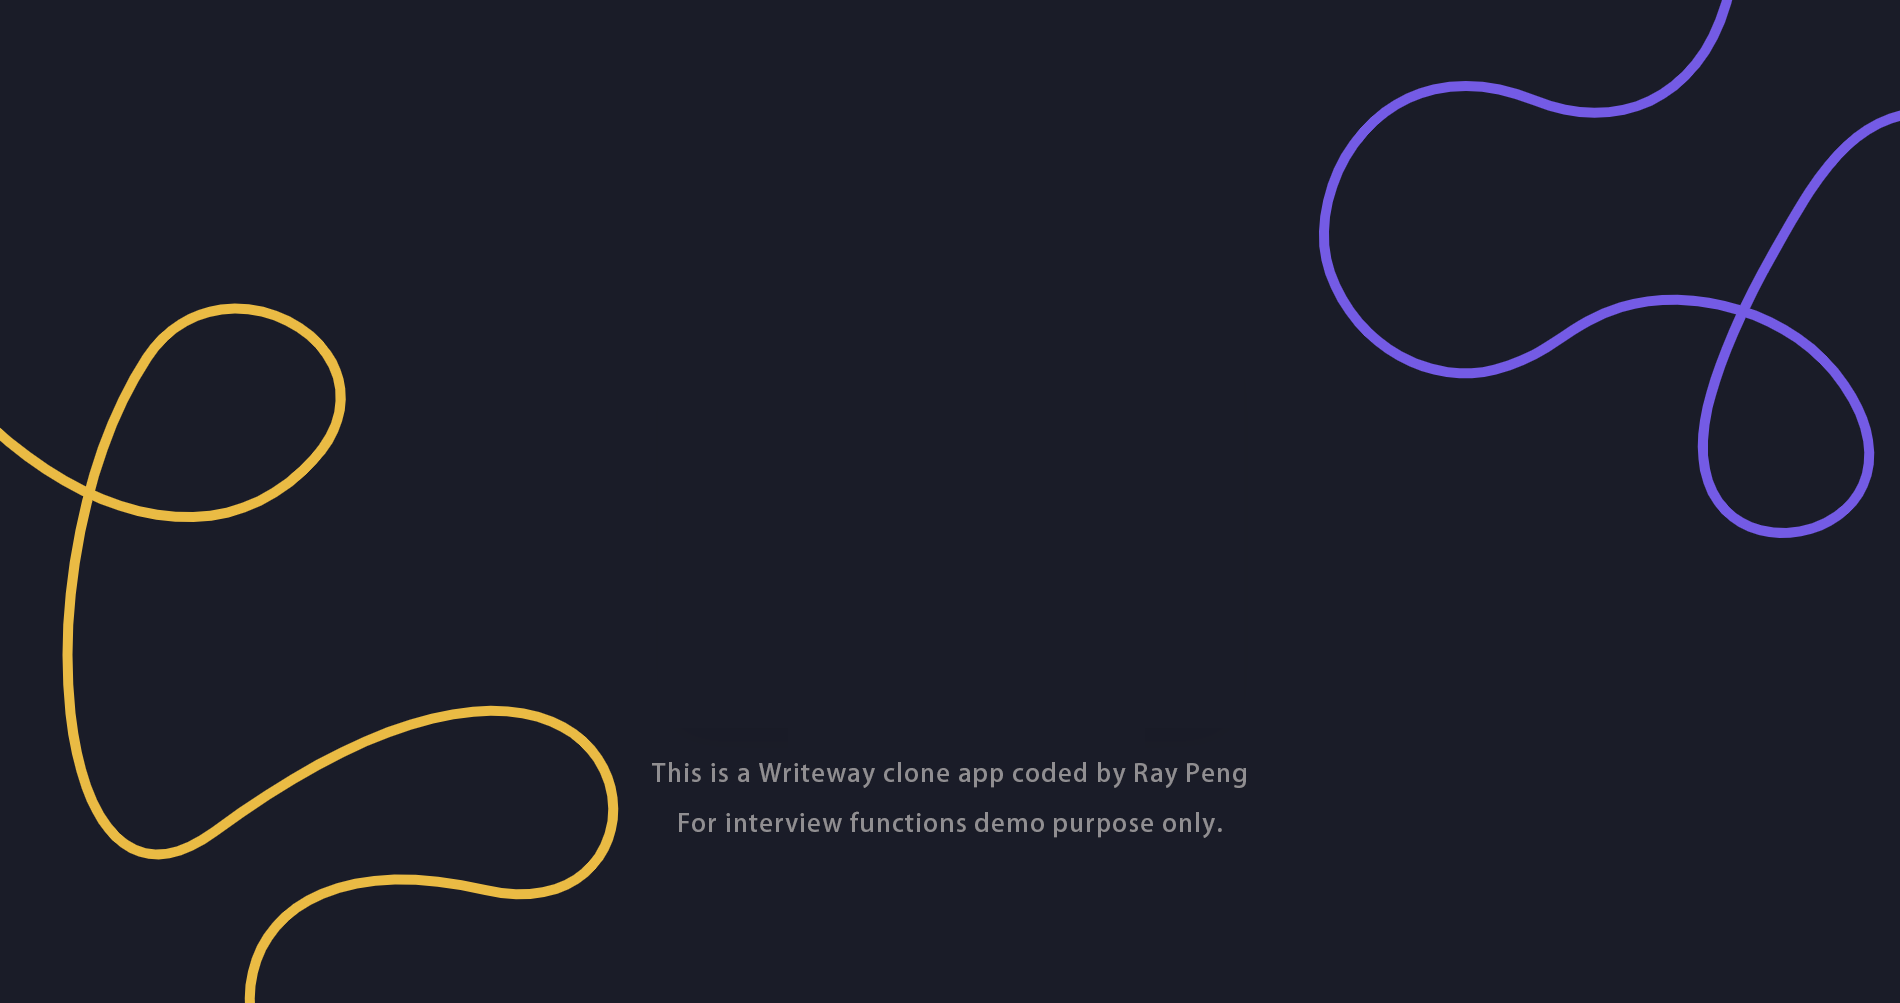 This is a Writeway clone app coded by Ray Peng
For interview functions demo purpose only.